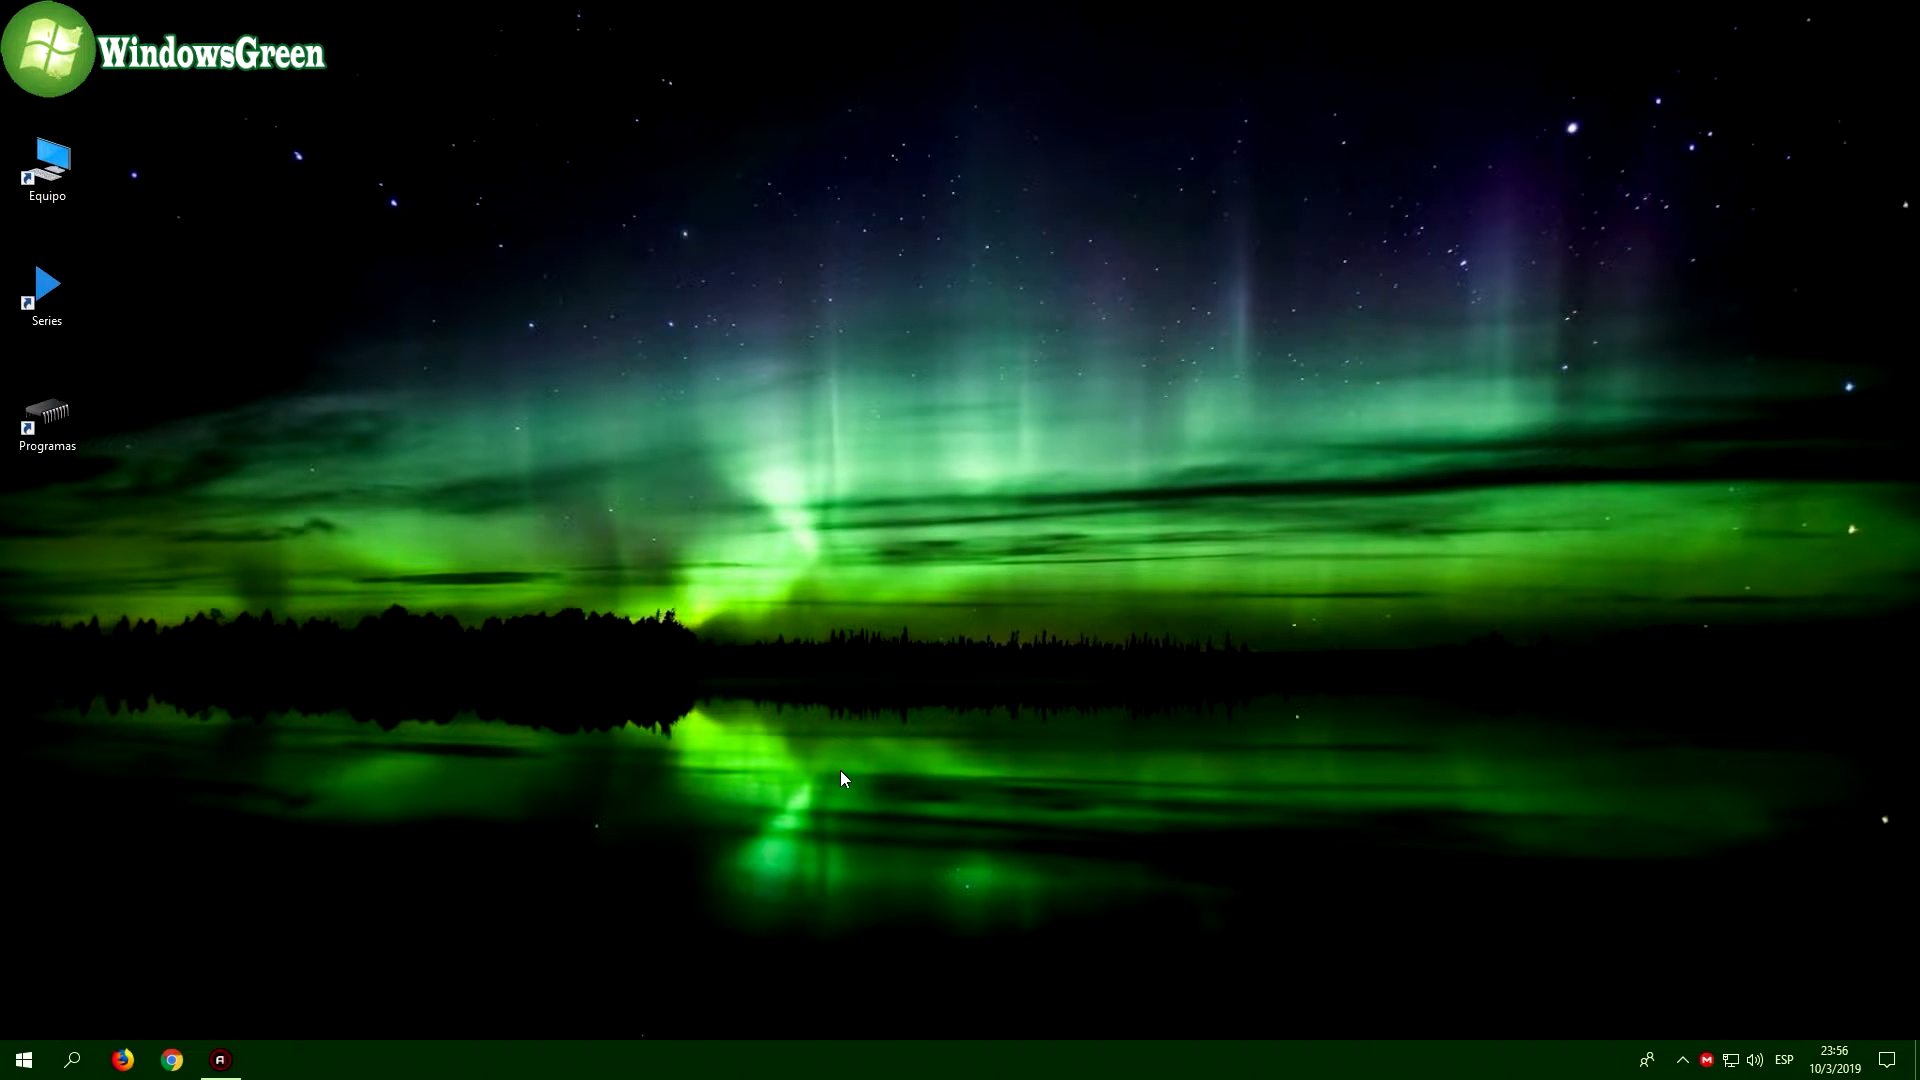 WindowsGreen
Equipo
Series
Programas
A
M
ESP
23:56
10/3/2019